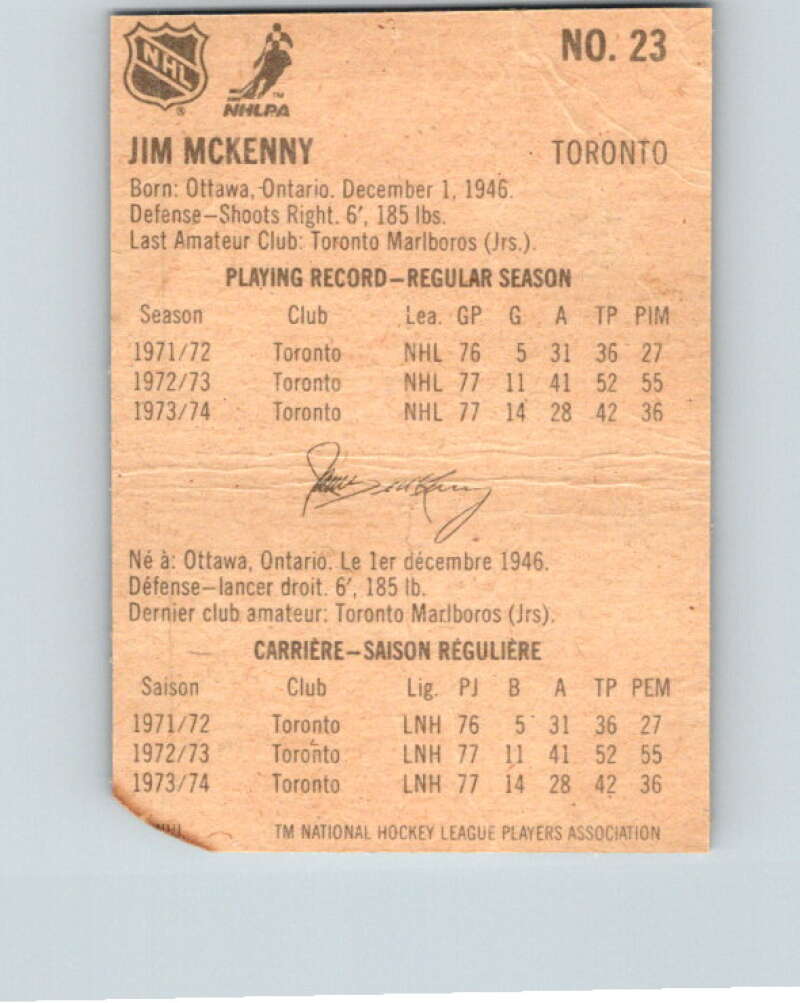 NHL
®
™
NHLPA
NO. 23
JIM MCKENNY TORONTO
Born: Ottawa, Ontario. December 1, 1946.
Defense—Shoots Right. 6', 185 lbs.
Last Amateur Club: Toronto Marlboros (Jrs.).
PLAYING RECORD—REGULAR SEASON
Season Club Lea. GP G A TP PIM
1971/72 Toronto NHL 76 5 31 36 27
1972/73 Toronto NHL 77 11 41 52 55
1973/74 Toronto NHL 77 14 28 42 36
Jim McKenny
Né à: Ottawa, Ontario. Le 1er décembre 1946.
Défense—lancer droit. 6', 185 lb.
Dernier club amateur: Toronto Marlboros (Jrs).
CARRIÈRE—SAISON RÉGULIÈRE
Saison Club Lig. PJ B A TP PEM
1971/72 Toronto LNH 76 5 31 36 27
1972/73 Toronto LNH 77 11 41 52 55
1973/74 Toronto LNH 77 14 28 42 36
NHL TM NATIONAL HOCKEY LEAGUE PLAYERS ASSOCIATION